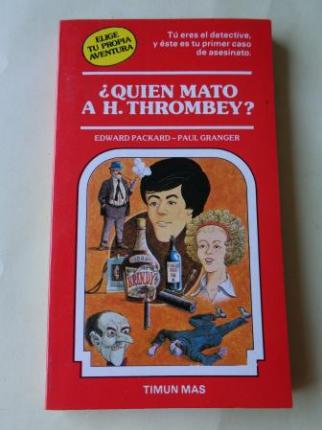 ELIGE
TU PROPIA
AVENTURA
Tú eres el detective,
y éste es tu primer caso
de asesinato.
¿QUIEN MATO
A H. THROMBEY?
EDWARD PACKARD – PAUL GRANGER
BRANDY
TIMUN MAS